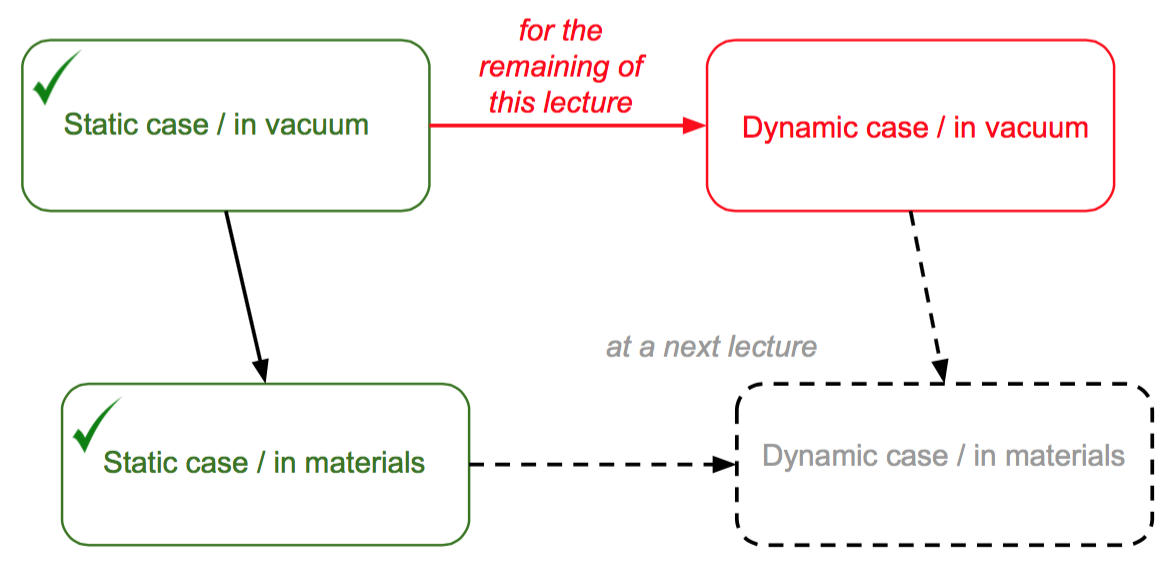 for the
remaining of
this lecture
Static case / in vacuum
Dynamic case / in vacuum
at a next lecture
Static case / in materials
Dynamic case / in materials